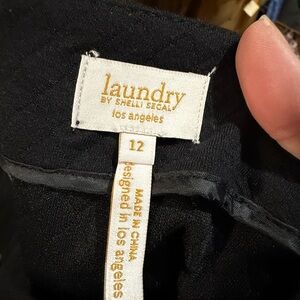 laundry
BY SHELLI SEGAL
los angeles
12
MADE IN CHINA
designed in los angeles